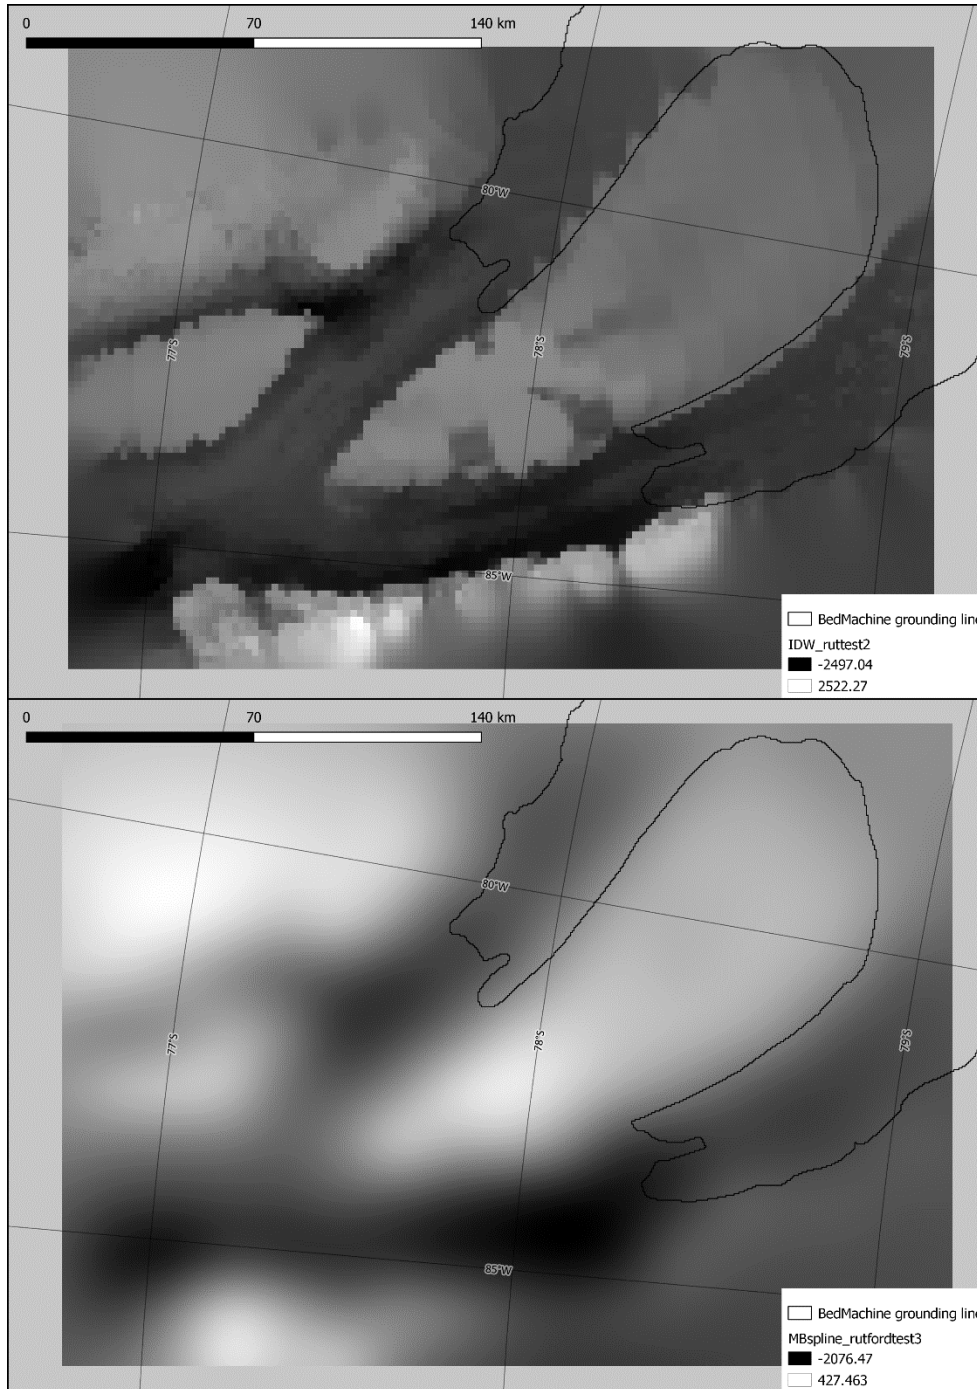 0 70 140 km
80°W
77°S
78°S
79°S
85°W
BedMachine grounding line
IDW_ruttest2
-2497.04
2522.27
0 70 140 km
80°W
77°S
78°S
79°S
85°W
BedMachine grounding line
MBspline_rutfordtest3
-2076.47
427.463